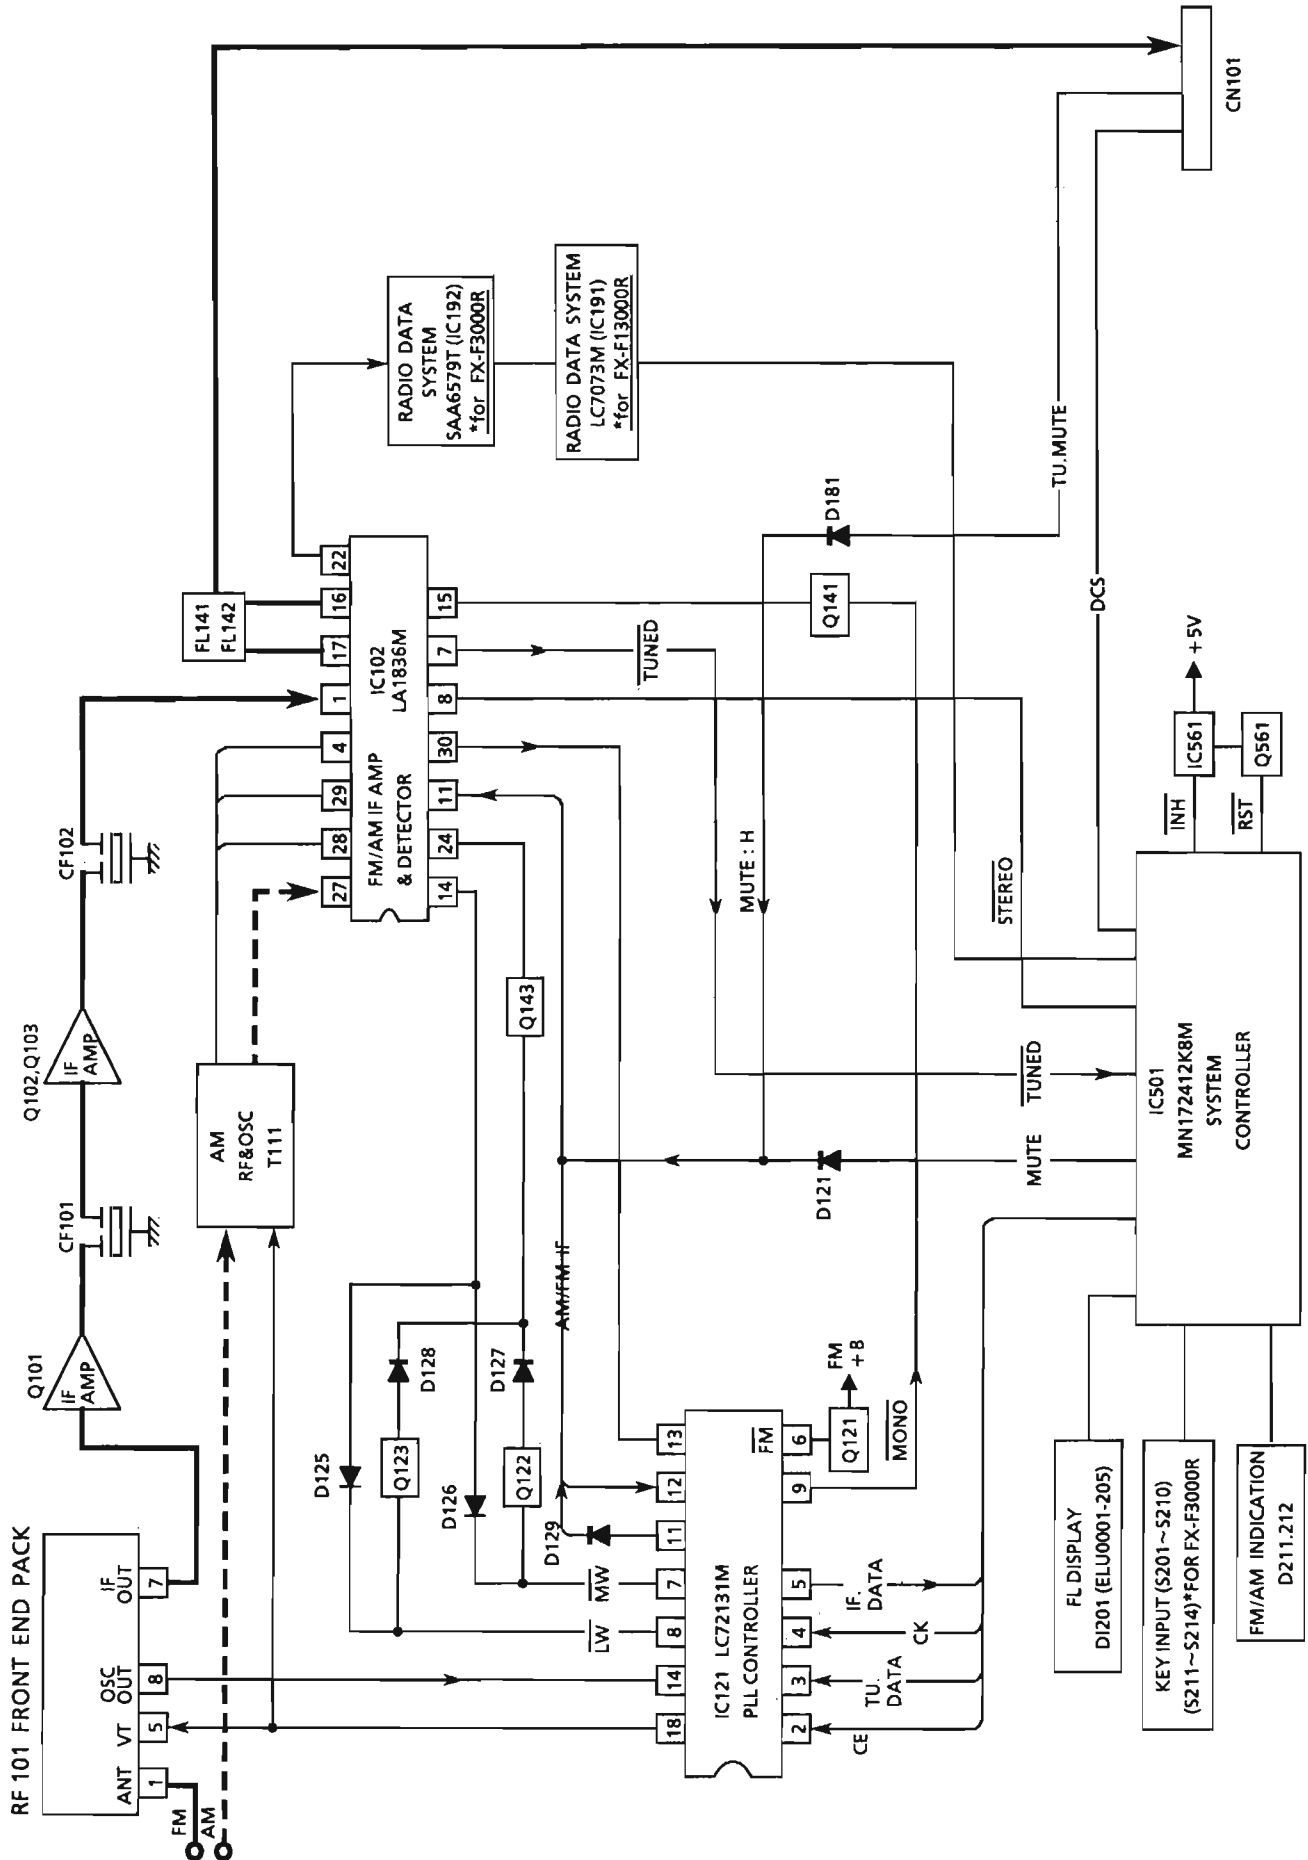 RF 101 FRONT END PACK
ANT
VT
OSC
OUT
IF
OUT
1
5
8
7
FM
AM
Q101
IF
AMP
CF101
Q102,Q103
IF
AMP
CF102
AM
RF&OSC
T111
FL141
FL142
27
28
29
4
1
17
16
22
FM/AM IF AMP
& DETECTOR
IC102
LA1836M
14
24
11
30
8
7
15
RADIO DATA
SYSTEM
SAA6579T (IC192)
*for FX-F3000R
RADIO DATA SYSTEM
LC7073M (IC191)
*for FX-F13000R
CN101
D125
D128
Q123
D126
D127
Q122
Q143
D129
AM/FM IF
LW
MW
TUNED
MUTE : H
Q141
D181
TU.MUTE
DCS
18
14
8
7
11
12
13
IC121 LC72131M
PLL CONTROLLER
FM
2
3
4
5
9
6
CE
TU.
DATA
CK
IF.
DATA
MONO
Q121
FM
+B
D121
MUTE
TUNED
STEREO
INH
RST
IC561
Q561
+5V
IC501
MN172412K8M
SYSTEM
CONTROLLER
FL DISPLAY
DI201 (ELU0001-205)
KEY INPUT (S201~S210)
(S211~S214)*FOR FX-F3000R
FM/AM INDICATION
D211.212